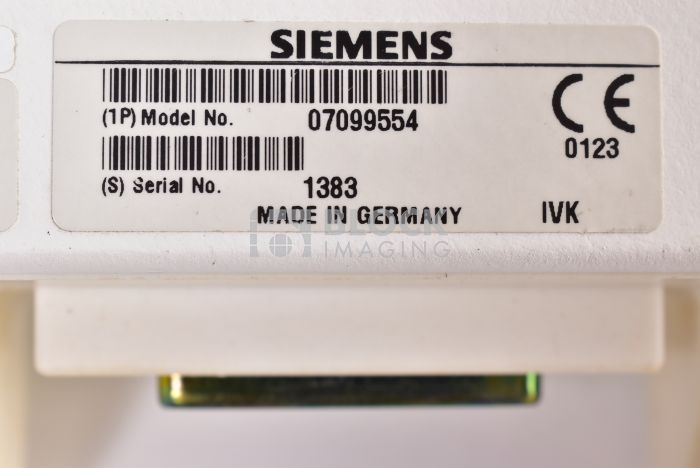 SIEMENS
(1P) Model No. 07099554
CE
0123
(S) Serial No. 1383
MADE IN GERMANY IVK
BLOCK
IMAGING